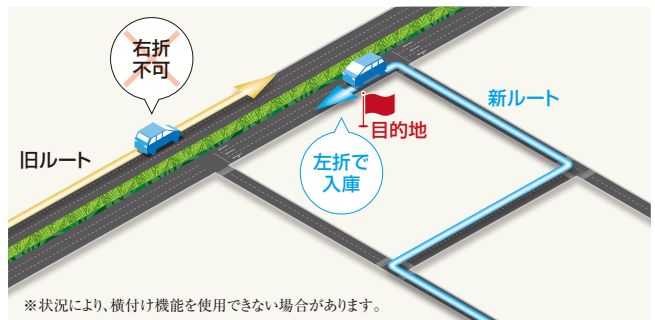 右折
不可
旧ルート
新ルート
目的地
左折で
入庫
※状況により、横付け機能を使用できない場合があります。